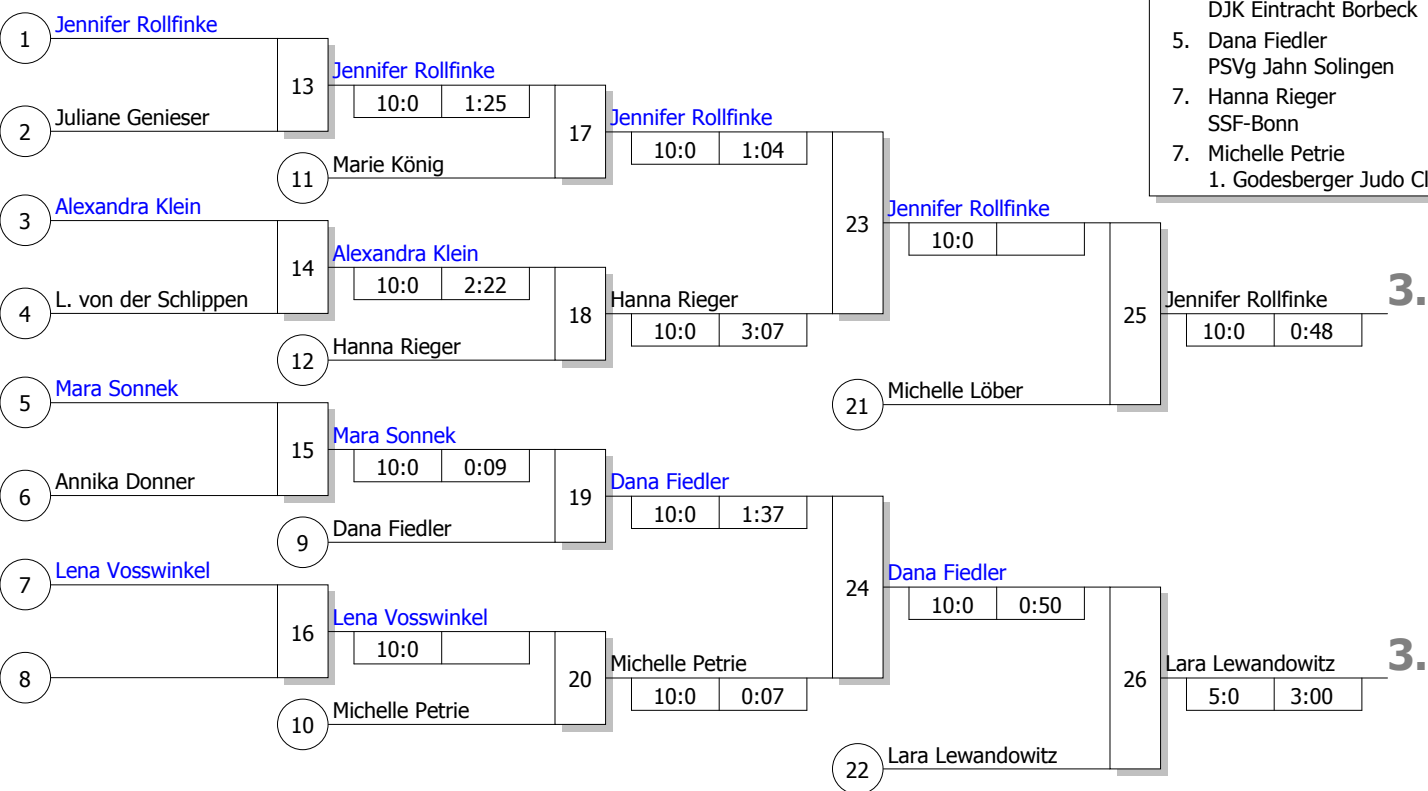 DJK Eintracht Borbeck
5. Dana Fiedler
PSVg Jahn Solingen
7. Hanna Rieger
SSF-Bonn
7. Michelle Petrie
1. Godesberger Judo Cl
1 Jennifer Rollfinke
2 Juliane Genieser
13
Jennifer Rollfinke
10:0 1:25
11 Marie König
17
Jennifer Rollfinke
10:0 1:04
3 Alexandra Klein
4 L. von der Schlippen
14
Alexandra Klein
10:0 2:22
12 Hanna Rieger
18
Hanna Rieger
10:0 3:07
23
Jennifer Rollfinke
10:0
21 Michelle Löber
25
Jennifer Rollfinke
10:0 0:48
3.
5 Mara Sonnek
6 Annika Donner
15
Mara Sonnek
10:0 0:09
9 Dana Fiedler
19
Dana Fiedler
10:0 1:37
7 Lena Vosswinkel
8
16
Lena Vosswinkel
10:0
10 Michelle Petrie
20
Michelle Petrie
10:0 0:07
24
Dana Fiedler
10:0 0:50
22 Lara Lewandowitz
26
Lara Lewandowitz
5:0 3:00
3.